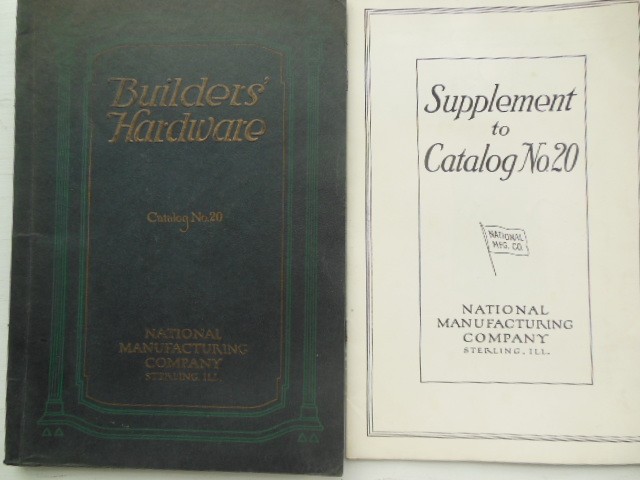 Builders'
Hardware
Catalog No. 20
NATIONAL
MANUFACTURING
COMPANY
STERLING, ILL.
Supplement
to
Catalog No. 20
NATIONAL
MFG. CO.
NATIONAL
MANUFACTURING
COMPANY
STERLING, ILL.